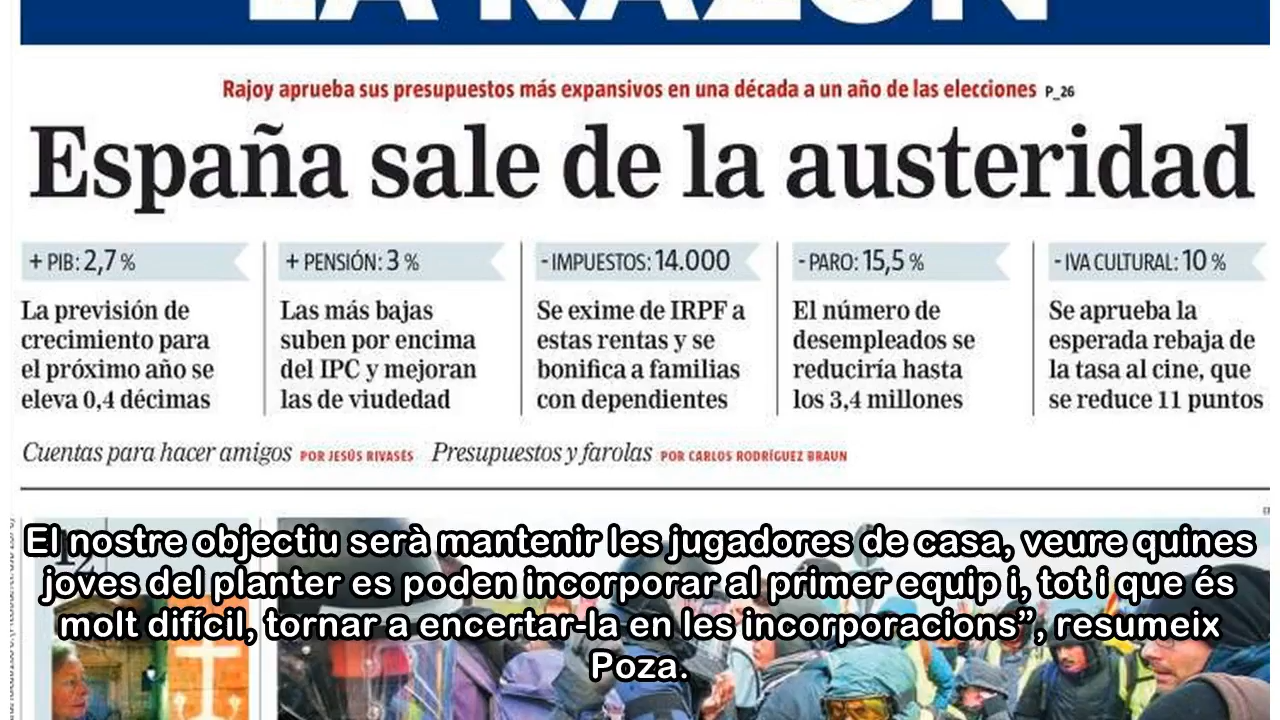 LA RAZÓN
Rajoy aprueba sus presupuestos más expansivos en una década a un año de las elecciones P_26
España sale de la austeridad
+ PIB: 2,7 %
La previsión de
crecimiento para
el próximo año se
eleva 0,4 décimas
+ PENSIÓN: 3 %
Las más bajas
suben por encima
del IPC y mejoran
las de viudedad
- IMPUESTOS: 14.000
Se exime de IRPF a
estas rentas y se
bonifica a familias
con dependientes
- PARO: 15,5 %
El número de
desempleados se
reduciría hasta
los 3,4 millones
- IVA CULTURAL: 10 %
Se aprueba la
esperada rebaja de
la tasa al cine, que
se reduce 11 puntos
Cuentas para hacer amigos POR JESÚS RIVASÉS Presupuestos y farolas POR CARLOS RODRÍGUEZ BRAUN
El nostre objectiu serà mantenir les jugadores de casa, veure quines
joves del planter es poden incorporar al primer equip i, tot i que és
molt difícil, tornar a encertar-la en les incorporacions”, resumeix
Poza.